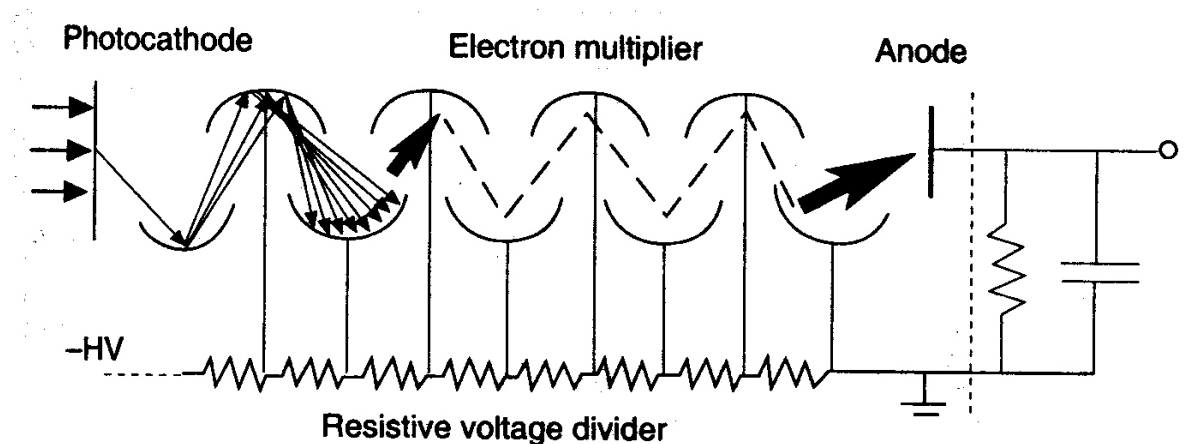 Photocathode
Electron multiplier
Anode
–HV
Resistive voltage divider